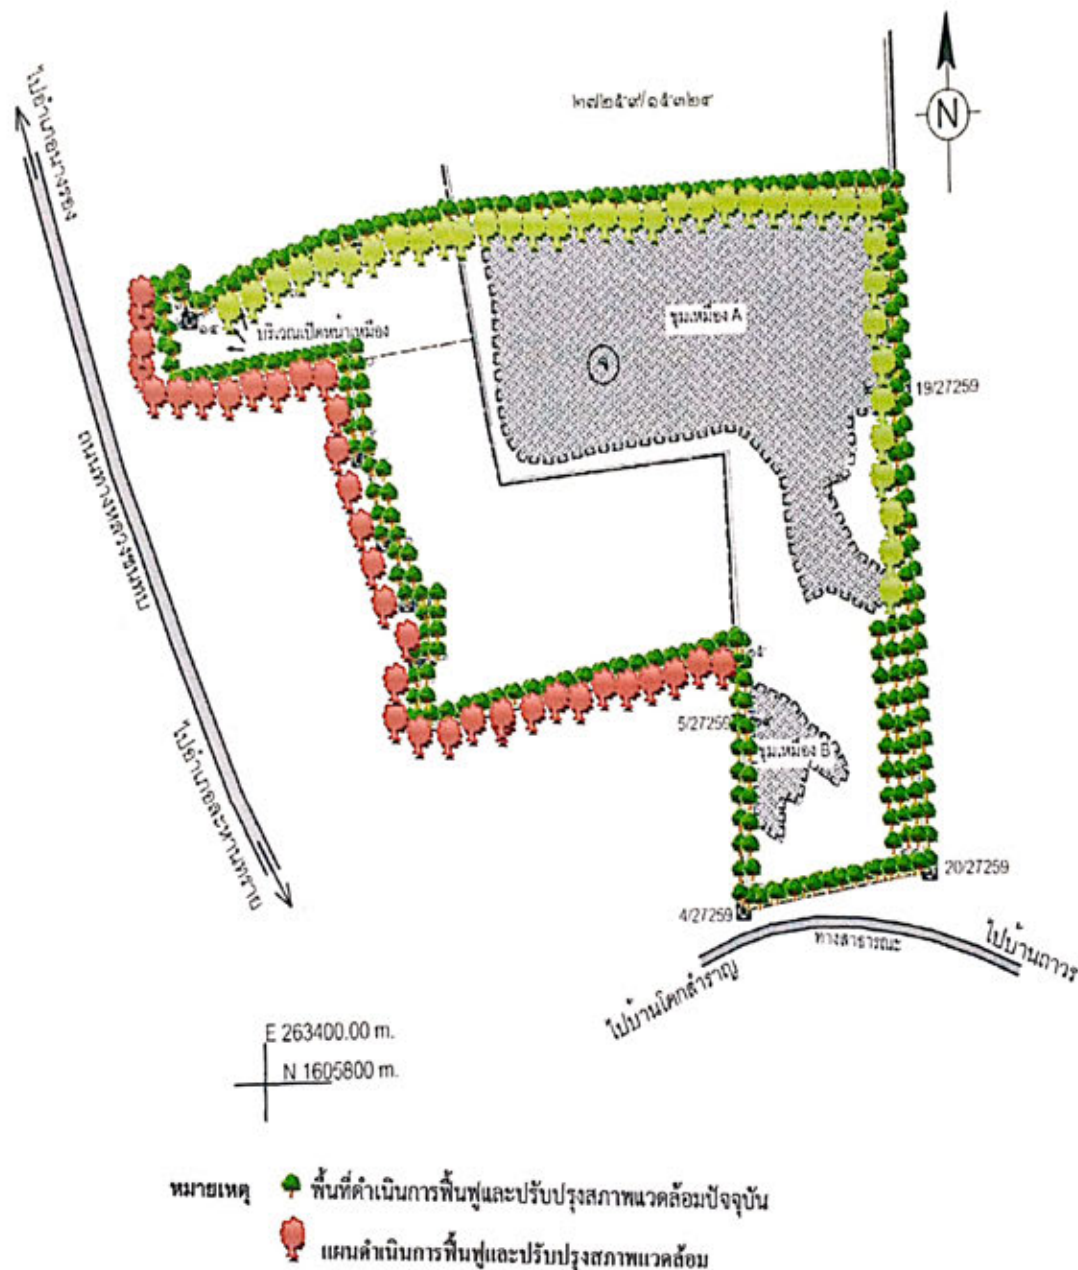 ๒๗๒๕๙/๑๕๓๒๙
N
ไปอำเภอนางรอง
บริเวณเปิดหน้าเหมือง
ขุมเหมือง A
๑
19/27259
ถนนทางหลวงชนบท
๑๕
5/27259
ขุมเหมือง B
ไปอำเภอละหานทราย
20/27259
4/27259
ทางสาธารณะ
ไปบ้านโคกสำราญ
ไปบ้านถาวร
E 263400.00 m.
N 1605800 m.
หมายเหตุ
พื้นที่ดำเนินการฟื้นฟูและปรับปรุงสภาพแวดล้อมปัจจุบัน
แผนดำเนินการฟื้นฟูและปรับปรุงสภาพแวดล้อม